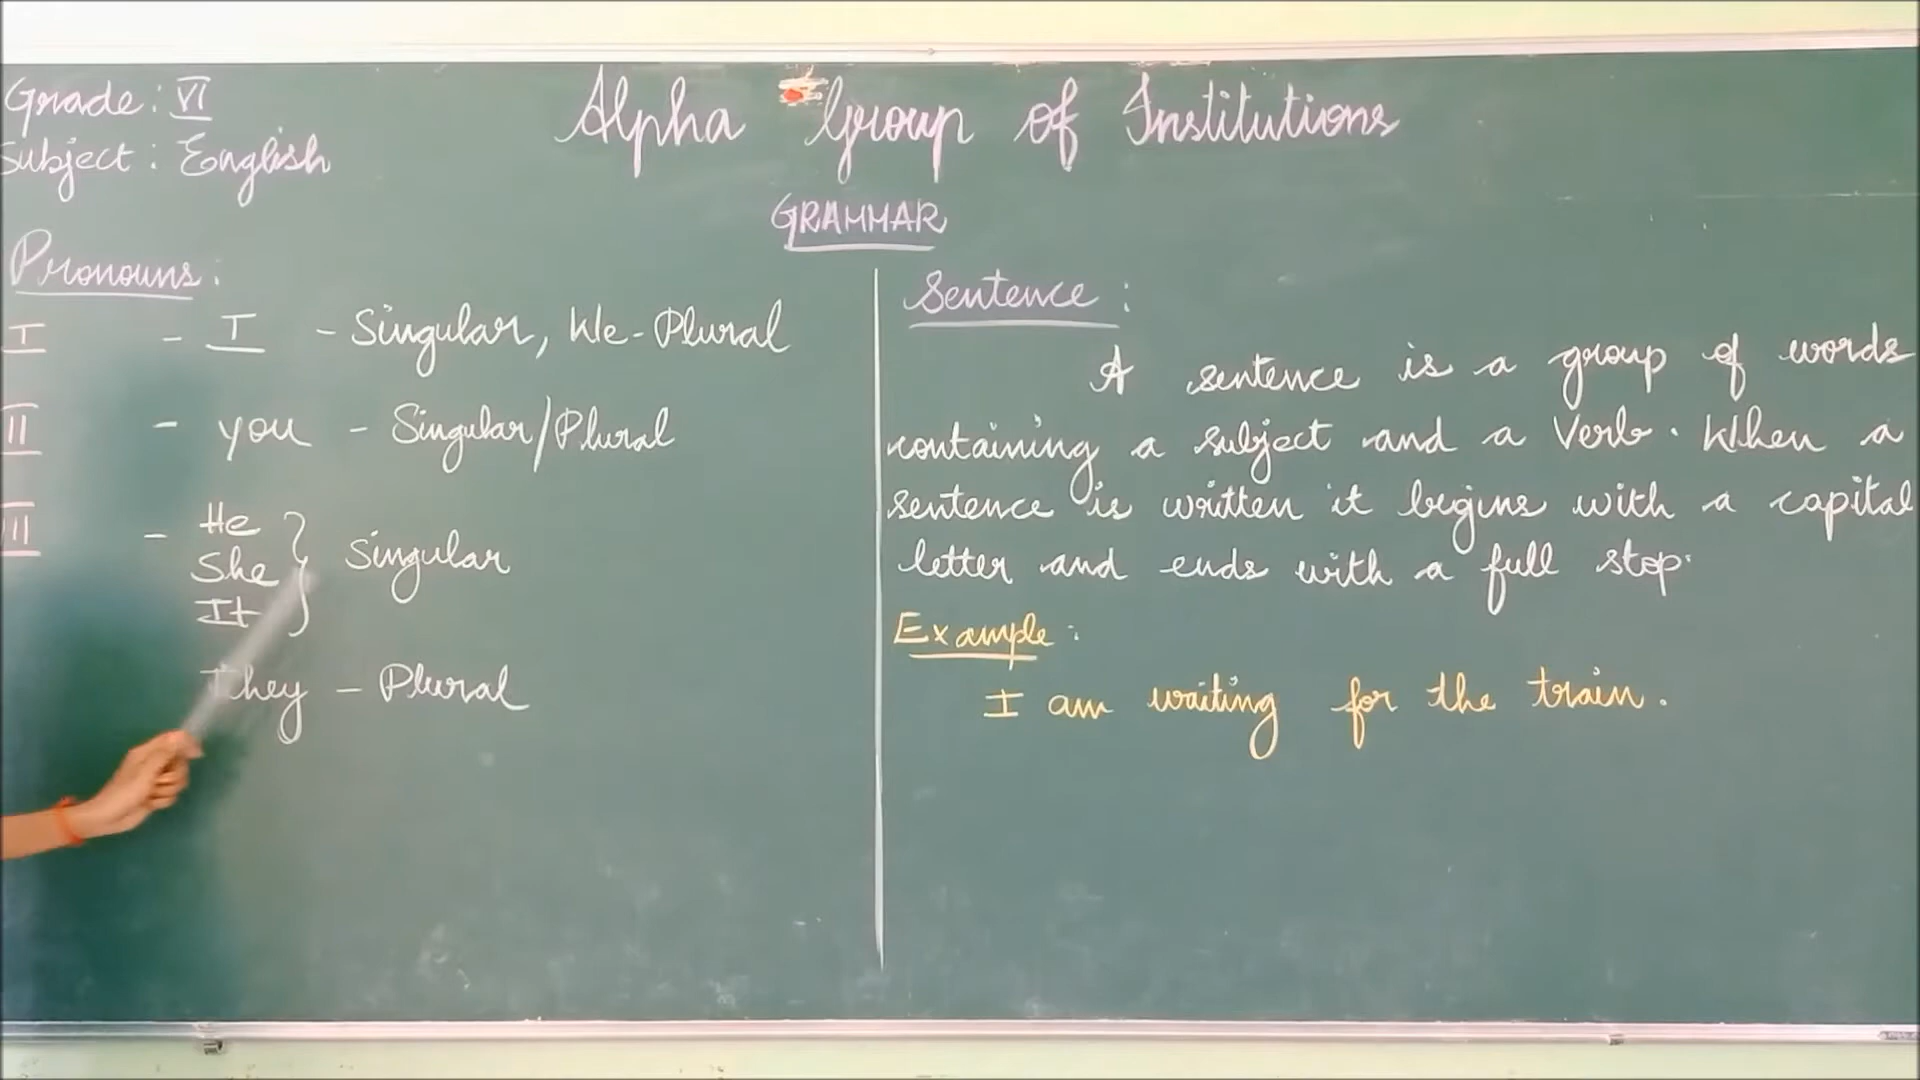 Grade: VI
Subject: English
Alpha Group of Institutions
GRAMMAR
Pronouns:
I - I - Singular, We - Plural
II - you - Singular/Plural
III - He
She
It
} Singular
They - Plural
Sentence:
A sentence is a group of words
containing a subject and a Verb. When a
sentence is written it begins with a capital
letter and ends with a full stop.
Example:
I am waiting for the train.